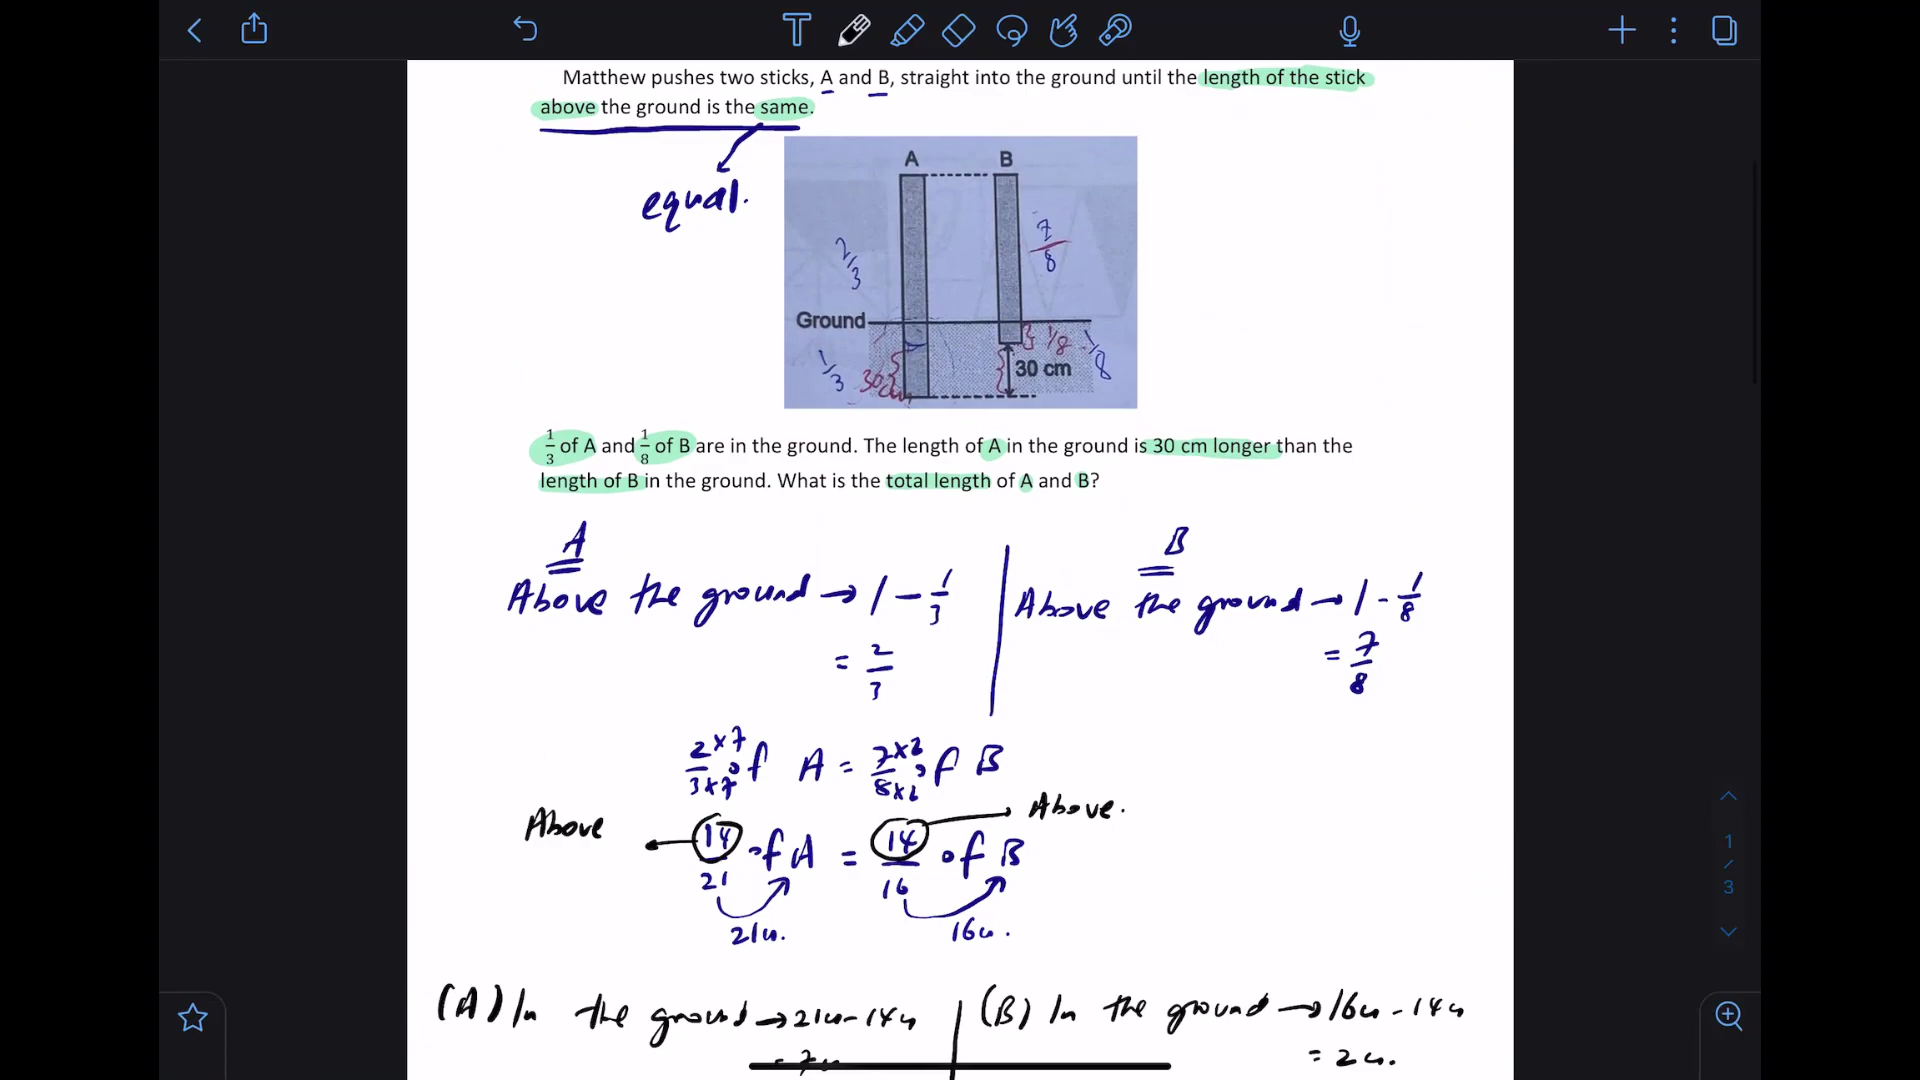 Matthew pushes two sticks, A and B, straight into the ground until the length of the stick
above the ground is the same.
equal.
A B
2/3
7/8
Ground
1/3
30cm
1/8
1/8
30 cm
1/3 of A and 1/8 of B are in the ground. The length of A in the ground is 30 cm longer than the
length of B in the ground. What is the total length of A and B?
A
Above the ground → 1 - 1/3
= 2/3
B
Above the ground → 1 - 1/8
= 7/8
2×7/3×7 of A = 7×2/8×2 of B
Above ← 14/21 of A = 14/16 of B → Above.
21u. 16u.
(A) In the ground → 21u - 14u
= 7u
(B) In the ground → 16u - 14u
= 2u.
1
/
3